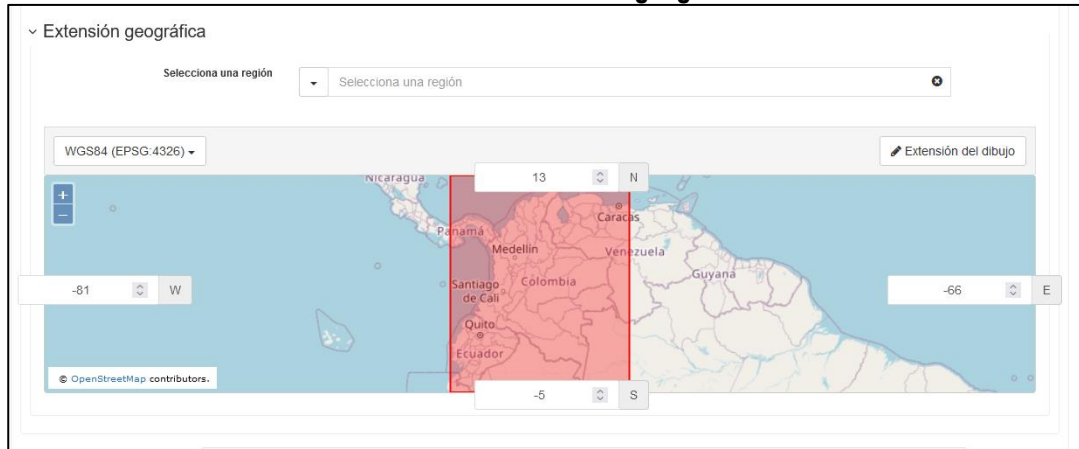 Extensión geográfica
Selecciona una región
Selecciona una región
WGS84 (EPSG:4326)
Extensión del dibujo
13 N
+
−
Nicaragua
Caracas
Panamá
Medellín
Venezuela
Guyana
-81 W
Santiago de Cali
Colombia
-66 E
Quito
Ecuador
© OpenStreetMap contributors.
-5 S